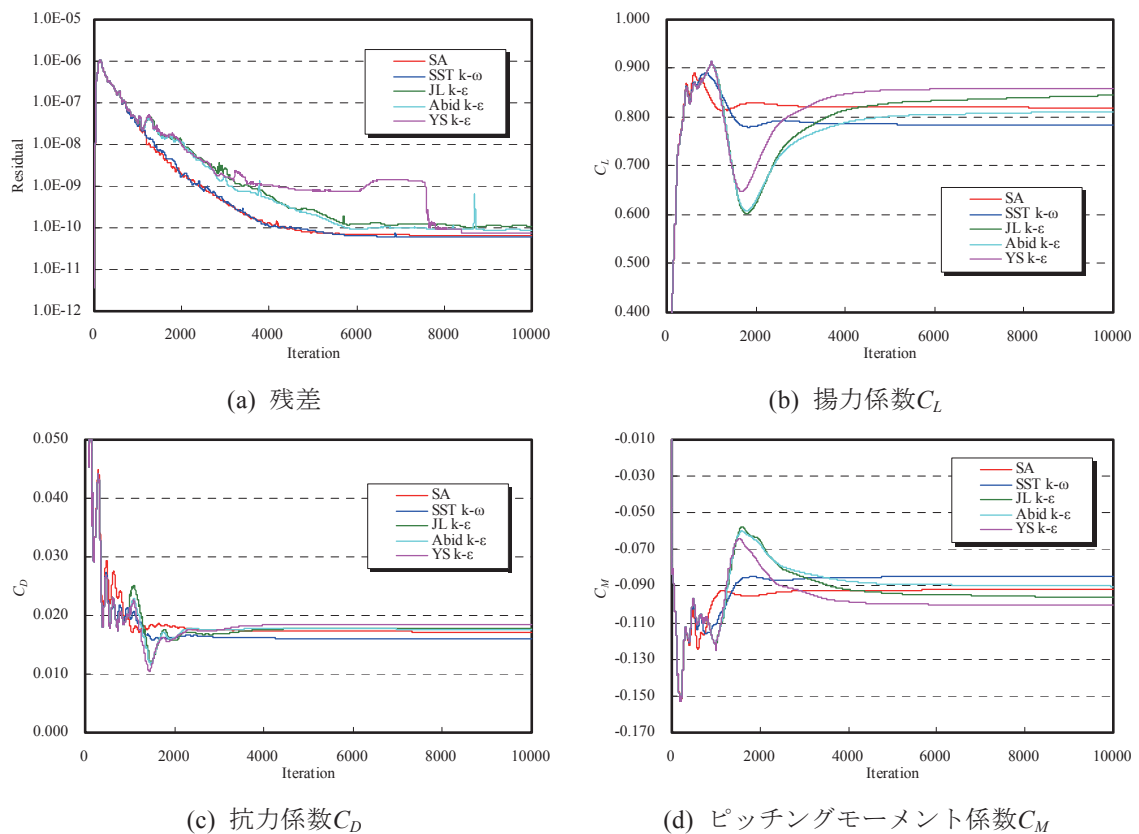 1.0E-05
1.0E-06
1.0E-07
1.0E-08
1.0E-09
1.0E-10
1.0E-11
1.0E-12
Residual
0 2000 4000 6000 8000 10000
Iteration
SA
SST k-ω
JL k-ε
Abid k-ε
YS k-ε
(a) 残差
1.000
0.900
0.800
0.700
0.600
0.500
0.400
C_L
0 2000 4000 6000 8000 10000
Iteration
SA
SST k-ω
JL k-ε
Abid k-ε
YS k-ε
(b) 揚力係数C_L
0.050
0.040
0.030
0.020
0.010
0.000
C_D
0 2000 4000 6000 8000 10000
Iteration
SA
SST k-ω
JL k-ε
Abid k-ε
YS k-ε
(c) 抗力係数C_D
-0.010
-0.030
-0.050
-0.070
-0.090
-0.110
-0.130
-0.150
-0.170
C_M
0 2000 4000 6000 8000 10000
Iteration
SA
SST k-ω
JL k-ε
Abid k-ε
YS k-ε
(d) ピッチングモーメント係数C_M